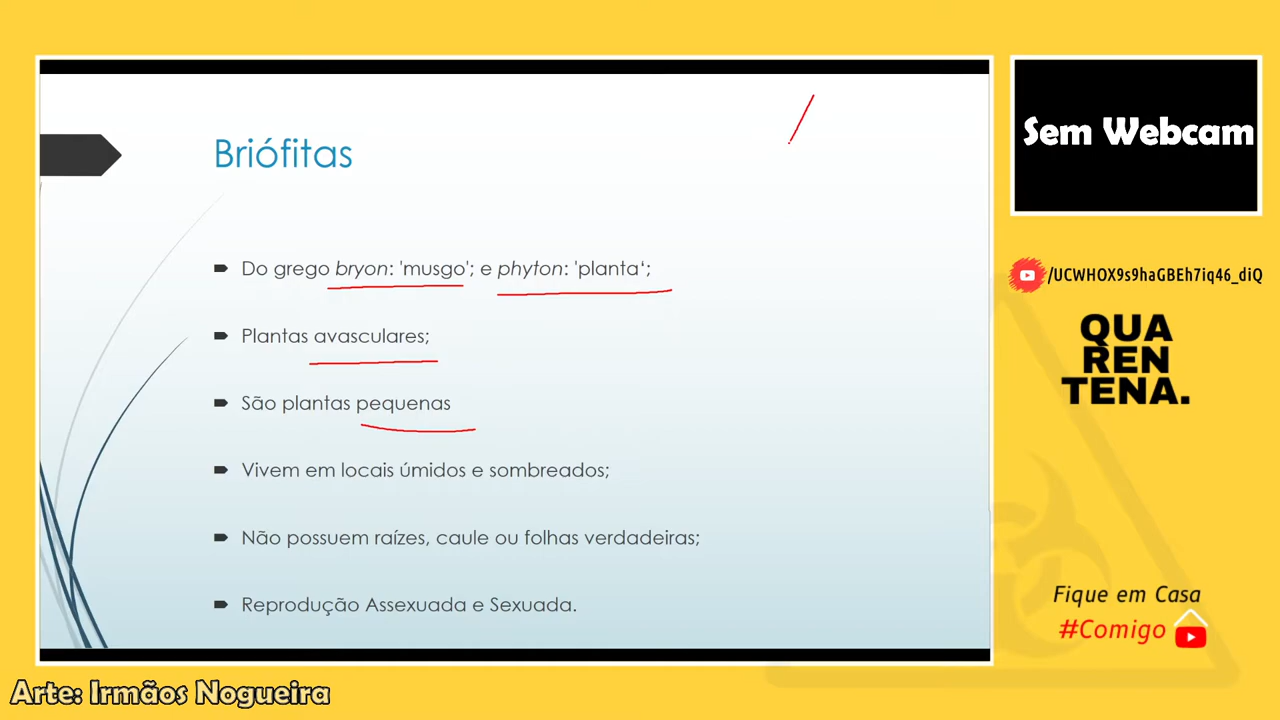 Briófitas
Do grego bryon: 'musgo'; e phyton: 'planta‘;
Plantas avasculares;
São plantas pequenas
Vivem em locais úmidos e sombreados;
Não possuem raízes, caule ou folhas verdadeiras;
Reprodução Assexuada e Sexuada.
Sem Webcam
/UCWHOX9s9haGBEh7iq46_diQ
QUA
REN
TENA.
Fique em Casa
#Comigo
Arte: Irmãos Nogueira